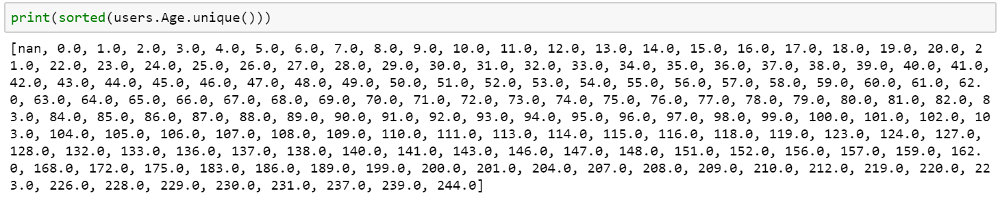 print(sorted(users.Age.unique()))
[nan, 0.0, 1.0, 2.0, 3.0, 4.0, 5.0, 6.0, 7.0, 8.0, 9.0, 10.0, 11.0, 12.0, 13.0, 14.0, 15.0, 16.0, 17.0, 18.0, 19.0, 20.0, 2
1.0, 22.0, 23.0, 24.0, 25.0, 26.0, 27.0, 28.0, 29.0, 30.0, 31.0, 32.0, 33.0, 34.0, 35.0, 36.0, 37.0, 38.0, 39.0, 40.0, 41.0,
42.0, 43.0, 44.0, 45.0, 46.0, 47.0, 48.0, 49.0, 50.0, 51.0, 52.0, 53.0, 54.0, 55.0, 56.0, 57.0, 58.0, 59.0, 60.0, 61.0, 62.
0, 63.0, 64.0, 65.0, 66.0, 67.0, 68.0, 69.0, 70.0, 71.0, 72.0, 73.0, 74.0, 75.0, 76.0, 77.0, 78.0, 79.0, 80.0, 81.0, 82.0, 8
3.0, 84.0, 85.0, 86.0, 87.0, 88.0, 89.0, 90.0, 91.0, 92.0, 93.0, 94.0, 95.0, 96.0, 97.0, 98.0, 99.0, 100.0, 101.0, 102.0, 10
3.0, 104.0, 105.0, 106.0, 107.0, 108.0, 109.0, 110.0, 111.0, 113.0, 114.0, 115.0, 116.0, 118.0, 119.0, 123.0, 124.0, 127.0,
128.0, 132.0, 133.0, 136.0, 137.0, 138.0, 140.0, 141.0, 143.0, 146.0, 147.0, 148.0, 151.0, 152.0, 156.0, 157.0, 159.0, 162.
0, 168.0, 172.0, 175.0, 183.0, 186.0, 189.0, 199.0, 200.0, 201.0, 204.0, 207.0, 208.0, 209.0, 210.0, 212.0, 219.0, 220.0, 22
3.0, 226.0, 228.0, 229.0, 230.0, 231.0, 237.0, 239.0, 244.0]